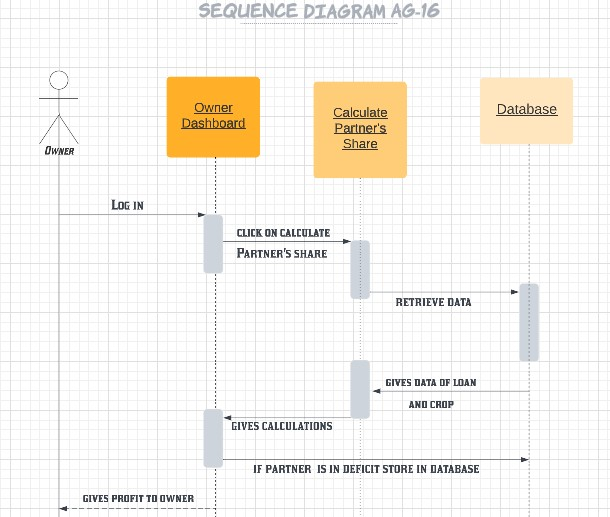 SEQUENCE DIAGRAM AG-16
Owner
Dashboard
Calculate
Partner's
Share
Database
OWNER
LOG IN
CLICK ON CALCULATE
PARTNER'S SHARE
RETRIEVE DATA
GIVES DATA OF LOAN
AND CROP
GIVES CALCULATIONS
IF PARTNER IS IN DEFICIT STORE IN DATABASE
GIVES PROFIT TO OWNER